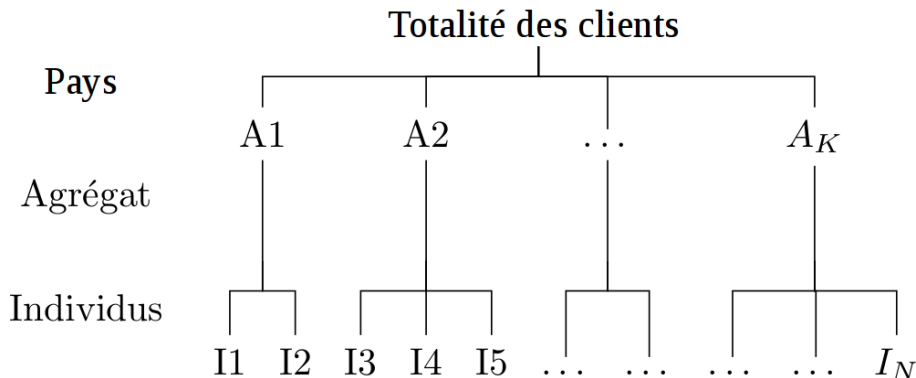 Totalité des clients
Pays
A1 A2 ... A_K
Agrégat
Individus
I1 I2 I3 I4 I5 ... ... ... ... I_N